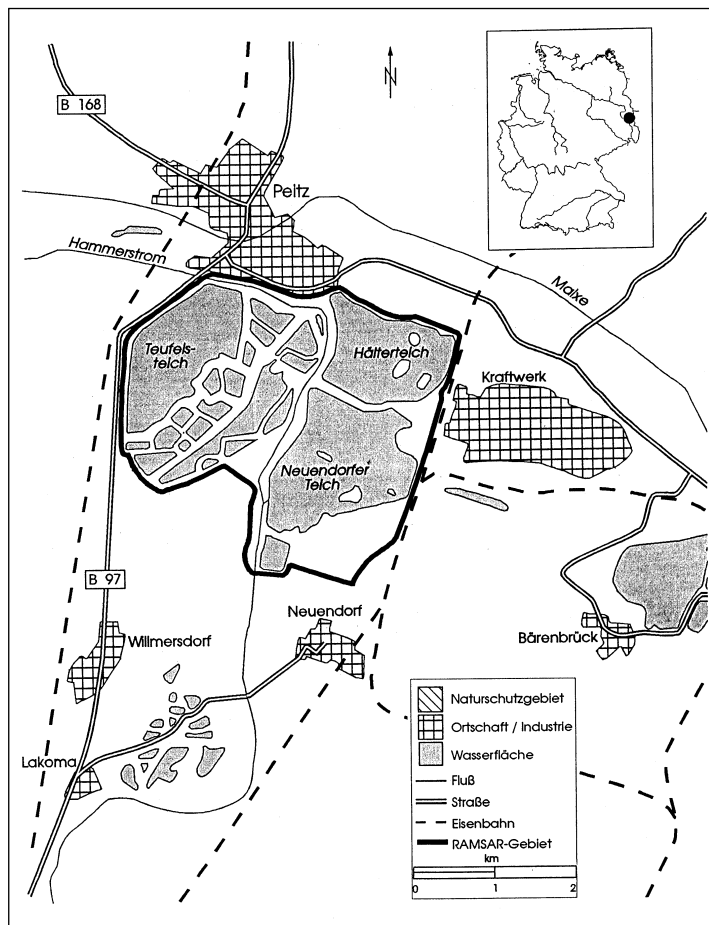 B 168
N
Peitz
Hammerstrom
Malxe
Teufels-
teich
Hälterteich
Kraftwerk
Neuendorfer
Teich
B 97
Neuendorf
Willmersdorf
Bärenbrück
Lakoma
Naturschutzgebiet
Ortschaft / Industrie
Wasserfläche
Fluß
Straße
Eisenbahn
RAMSAR-Gebiet
km
0 1 2